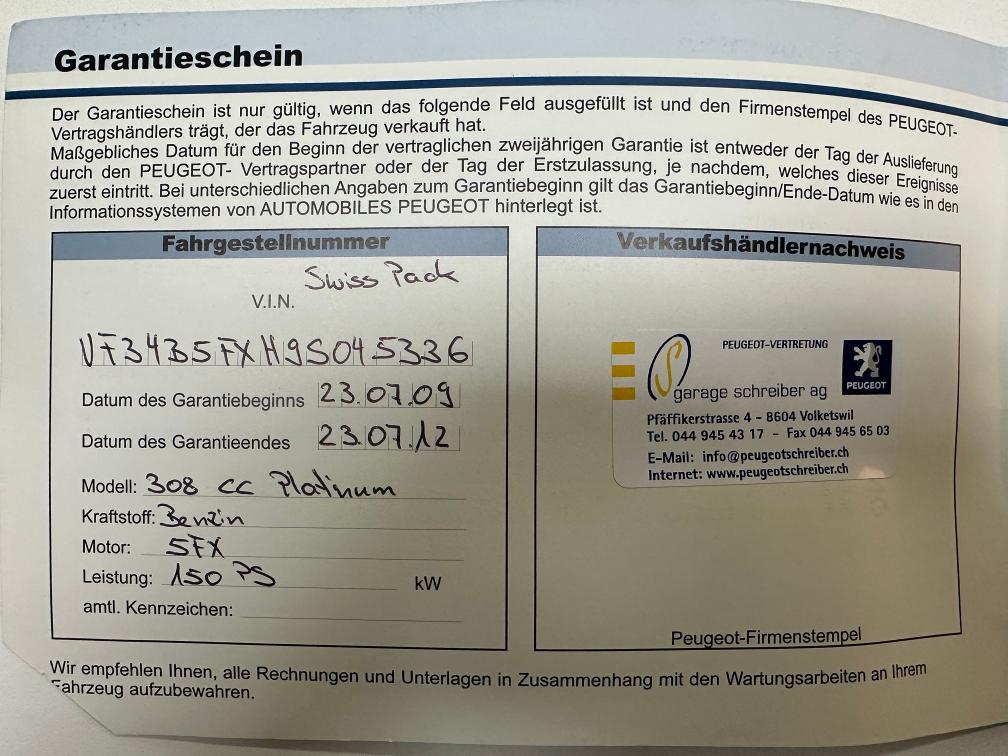 Garantieschein
Der Garantieschein ist nur gültig, wenn das folgende Feld ausgefüllt ist und den Firmenstempel des PEUGEOT-
Vertragshändlers trägt, der das Fahrzeug verkauft hat.
Maßgebliches Datum für den Beginn der vertraglichen zweijährigen Garantie ist entweder der Tag der Auslieferung
durch den PEUGEOT- Vertragspartner oder der Tag der Erstzulassung, je nachdem, welches dieser Ereignisse
zuerst eintritt. Bei unterschiedlichen Angaben zum Garantiebeginn gilt das Garantiebeginn/Ende-Datum wie es in den
Informationssystemen von AUTOMOBILES PEUGEOT hinterlegt ist.
Fahrgestellnummer
Swiss Pack
V.I.N.
VF34B5FXH9S045336
Datum des Garantiebeginns 23.07.09
Datum des Garantieendes 23.07.12
Modell: 308 CC Platinum
Kraftstoff: Benzin
Motor: 5FX
Leistung: 150 PS kW
amtl. Kennzeichen:
Verkaufshändlernachweis
PEUGEOT-VERTRETUNG
S garage schreiber ag
PEUGEOT
Pfäffikerstrasse 4 - 8604 Volketswil
Tel. 044 945 43 17 - Fax 044 945 65 03
E-Mail: info@peugeotschreiber.ch
Internet: www.peugeotschreiber.ch
Peugeot-Firmenstempel
Wir empfehlen Ihnen, alle Rechnungen und Unterlagen in Zusammenhang mit den Wartungsarbeiten an Ihrem
Fahrzeug aufzubewahren.